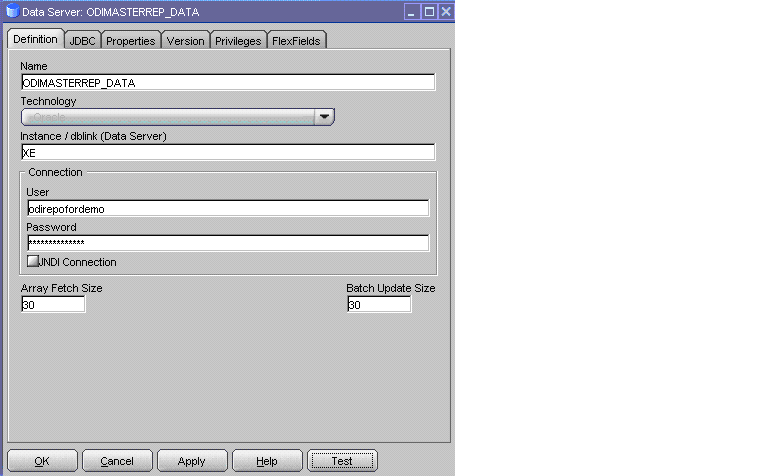 Data Server: ODIMASTERREP_DATA
Definition JDBC Properties Version Privileges FlexFields
Name
ODIMASTERREP_DATA
Technology
Oracle
Instance / dblink (Data Server)
XE
Connection
User
odirepofordemo
Password
*************
JNDI Connection
Array Fetch Size Batch Update Size
30 30
OK Cancel Apply Help Test